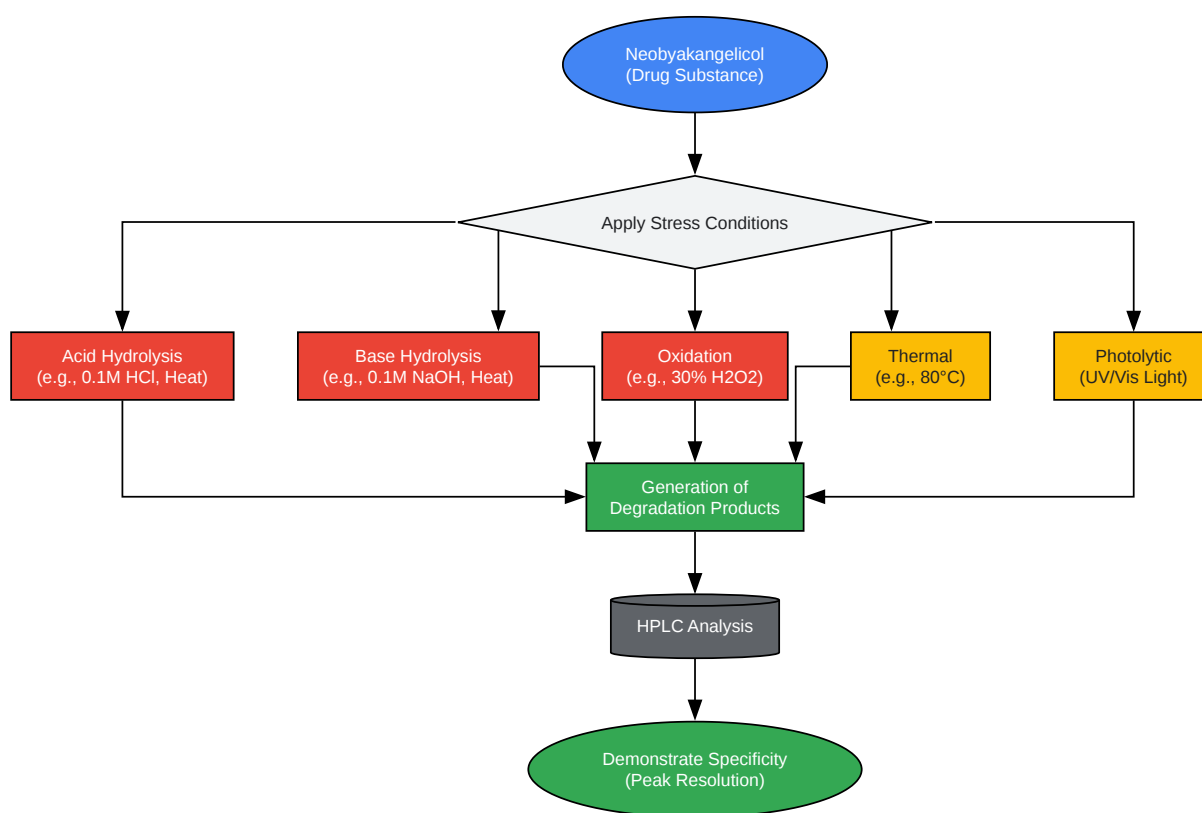 Neobyakangelicol
(Drug Substance)
Apply Stress Conditions
Acid Hydrolysis
(e.g., 0.1M HCl, Heat)
Base Hydrolysis
(e.g., 0.1M NaOH, Heat)
Oxidation
(e.g., 30% H2O2)
Thermal
(e.g., 80°C)
Photolytic
(UV/Vis Light)
Generation of
Degradation Products
HPLC Analysis
Demonstrate Specificity
(Peak Resolution)